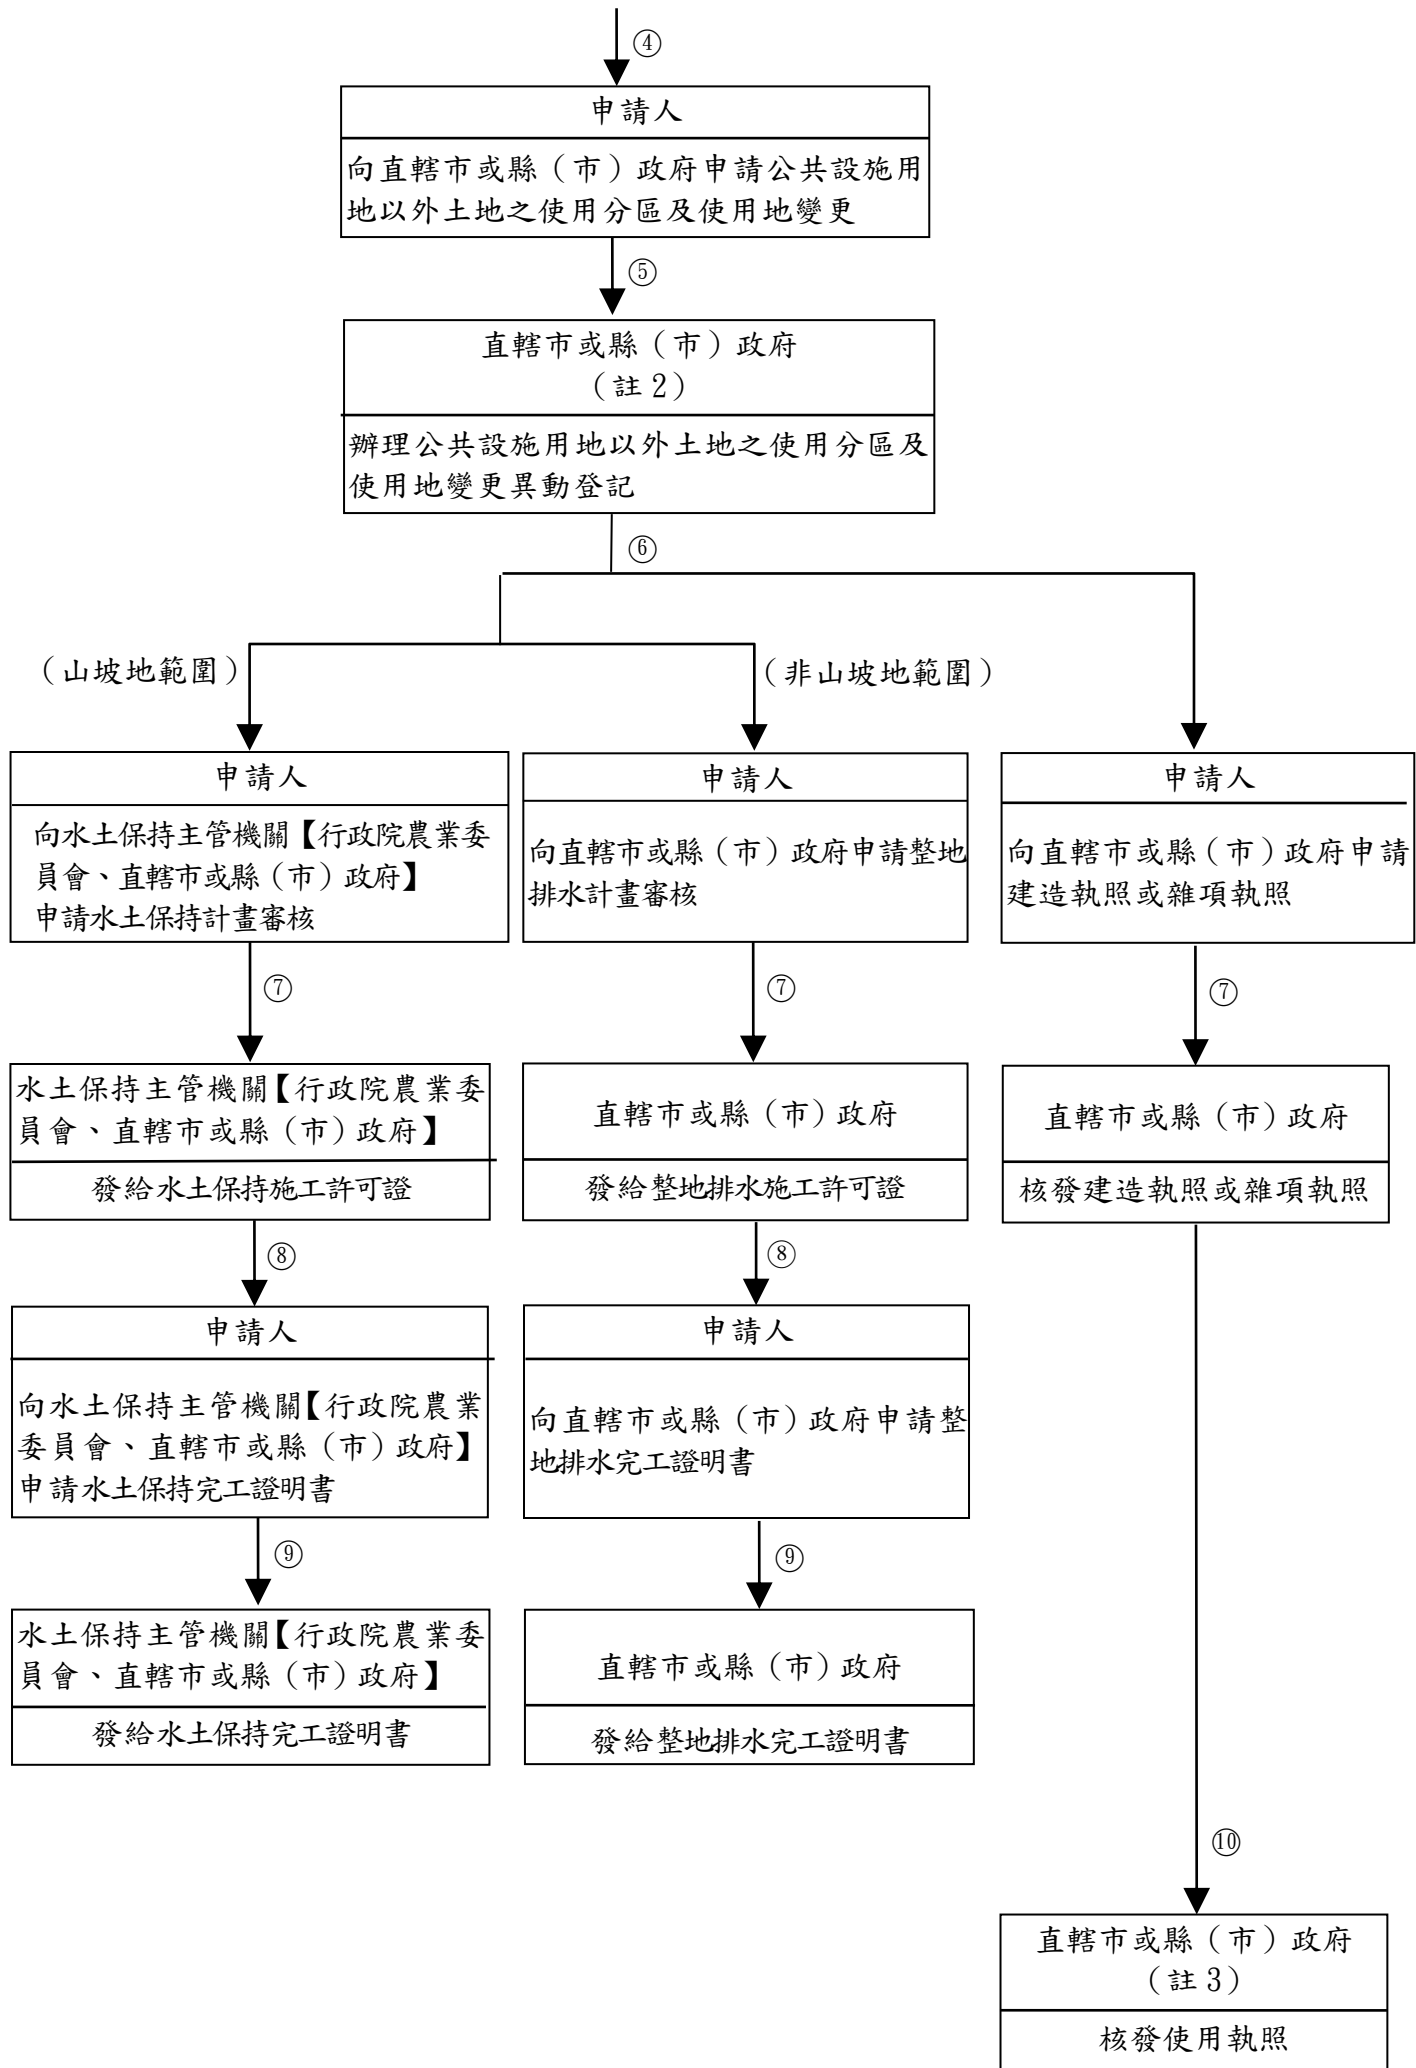 ④
申請人
向直轄市或縣（市）政府申請公共設施用
地以外土地之使用分區及使用地變更
⑤
直轄市或縣（市）政府
（註2）
辦理公共設施用地以外土地之使用分區及
使用地變更異動登記
⑥
（山坡地範圍）
（非山坡地範圍）
申請人
向水土保持主管機關【行政院農業委
員會、直轄市或縣（市）政府】
申請水土保持計畫審核
申請人
向直轄市或縣（市）政府申請整地
排水計畫審核
申請人
向直轄市或縣（市）政府申請
建造執照或雜項執照
⑦
⑦
⑦
水土保持主管機關【行政院農業委
員會、直轄市或縣（市）政府】
發給水土保持施工許可證
直轄市或縣（市）政府
發給整地排水施工許可證
直轄市或縣（市）政府
核發建造執照或雜項執照
⑧
⑧
申請人
向水土保持主管機關【行政院農業
委員會、直轄市或縣（市）政府】
申請水土保持完工證明書
申請人
向直轄市或縣（市）政府申請整
地排水完工證明書
⑨
⑨
水土保持主管機關【行政院農業委
員會、直轄市或縣（市）政府】
發給水土保持完工證明書
直轄市或縣（市）政府
發給整地排水完工證明書
⑩
直轄市或縣（市）政府
（註3）
核發使用執照